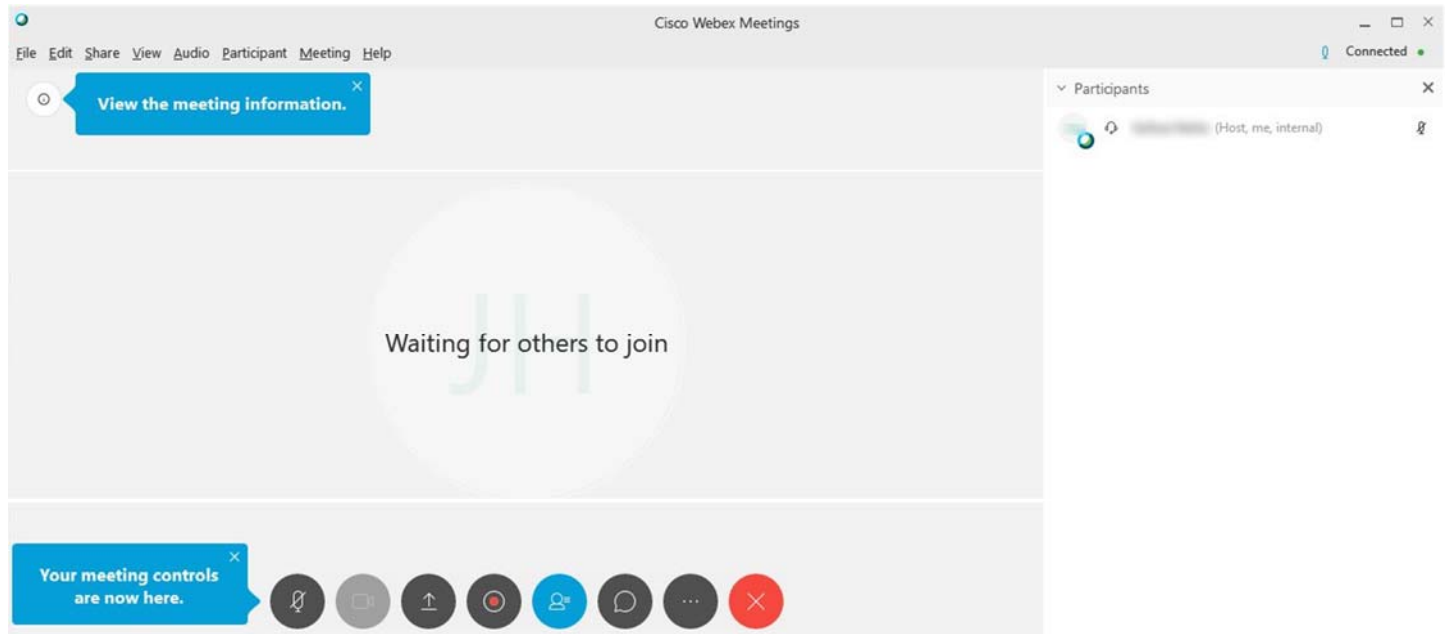 Cisco Webex Meetings
File Edit Share View Audio Participant Meeting Help
Connected
View the meeting information.
Participants
(Host, me, internal)
JH
Waiting for others to join
Your meeting controls
are now here.